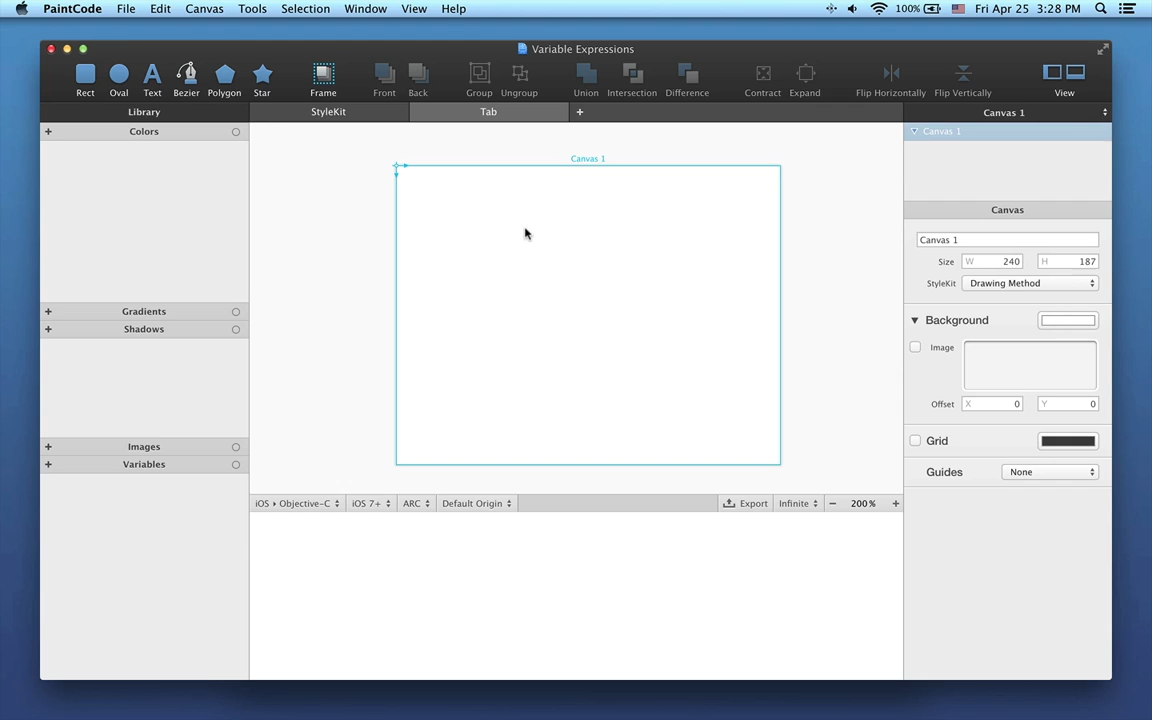 PaintCode File Edit Canvas Tools Selection Window View Help 100% Fri Apr 25 3:28 PM
Variable Expressions
Rect Oval Text Bezier Polygon Star Frame Front Back Group Ungroup Union Intersection Difference Contract Expand Flip Horizontally Flip Vertically View
Library StyleKit Tab + Canvas 1
+ Colors
Canvas 1
Canvas 1
Canvas
Canvas 1
Size W 240 H 187
StyleKit Drawing Method
+ Gradients
Background
+ Shadows
Image
Offset X 0 Y 0
Grid
+ Images
+ Variables
Guides None
iOS ▸ Objective-C iOS 7+ ARC Default Origin Export Infinite − 200% +